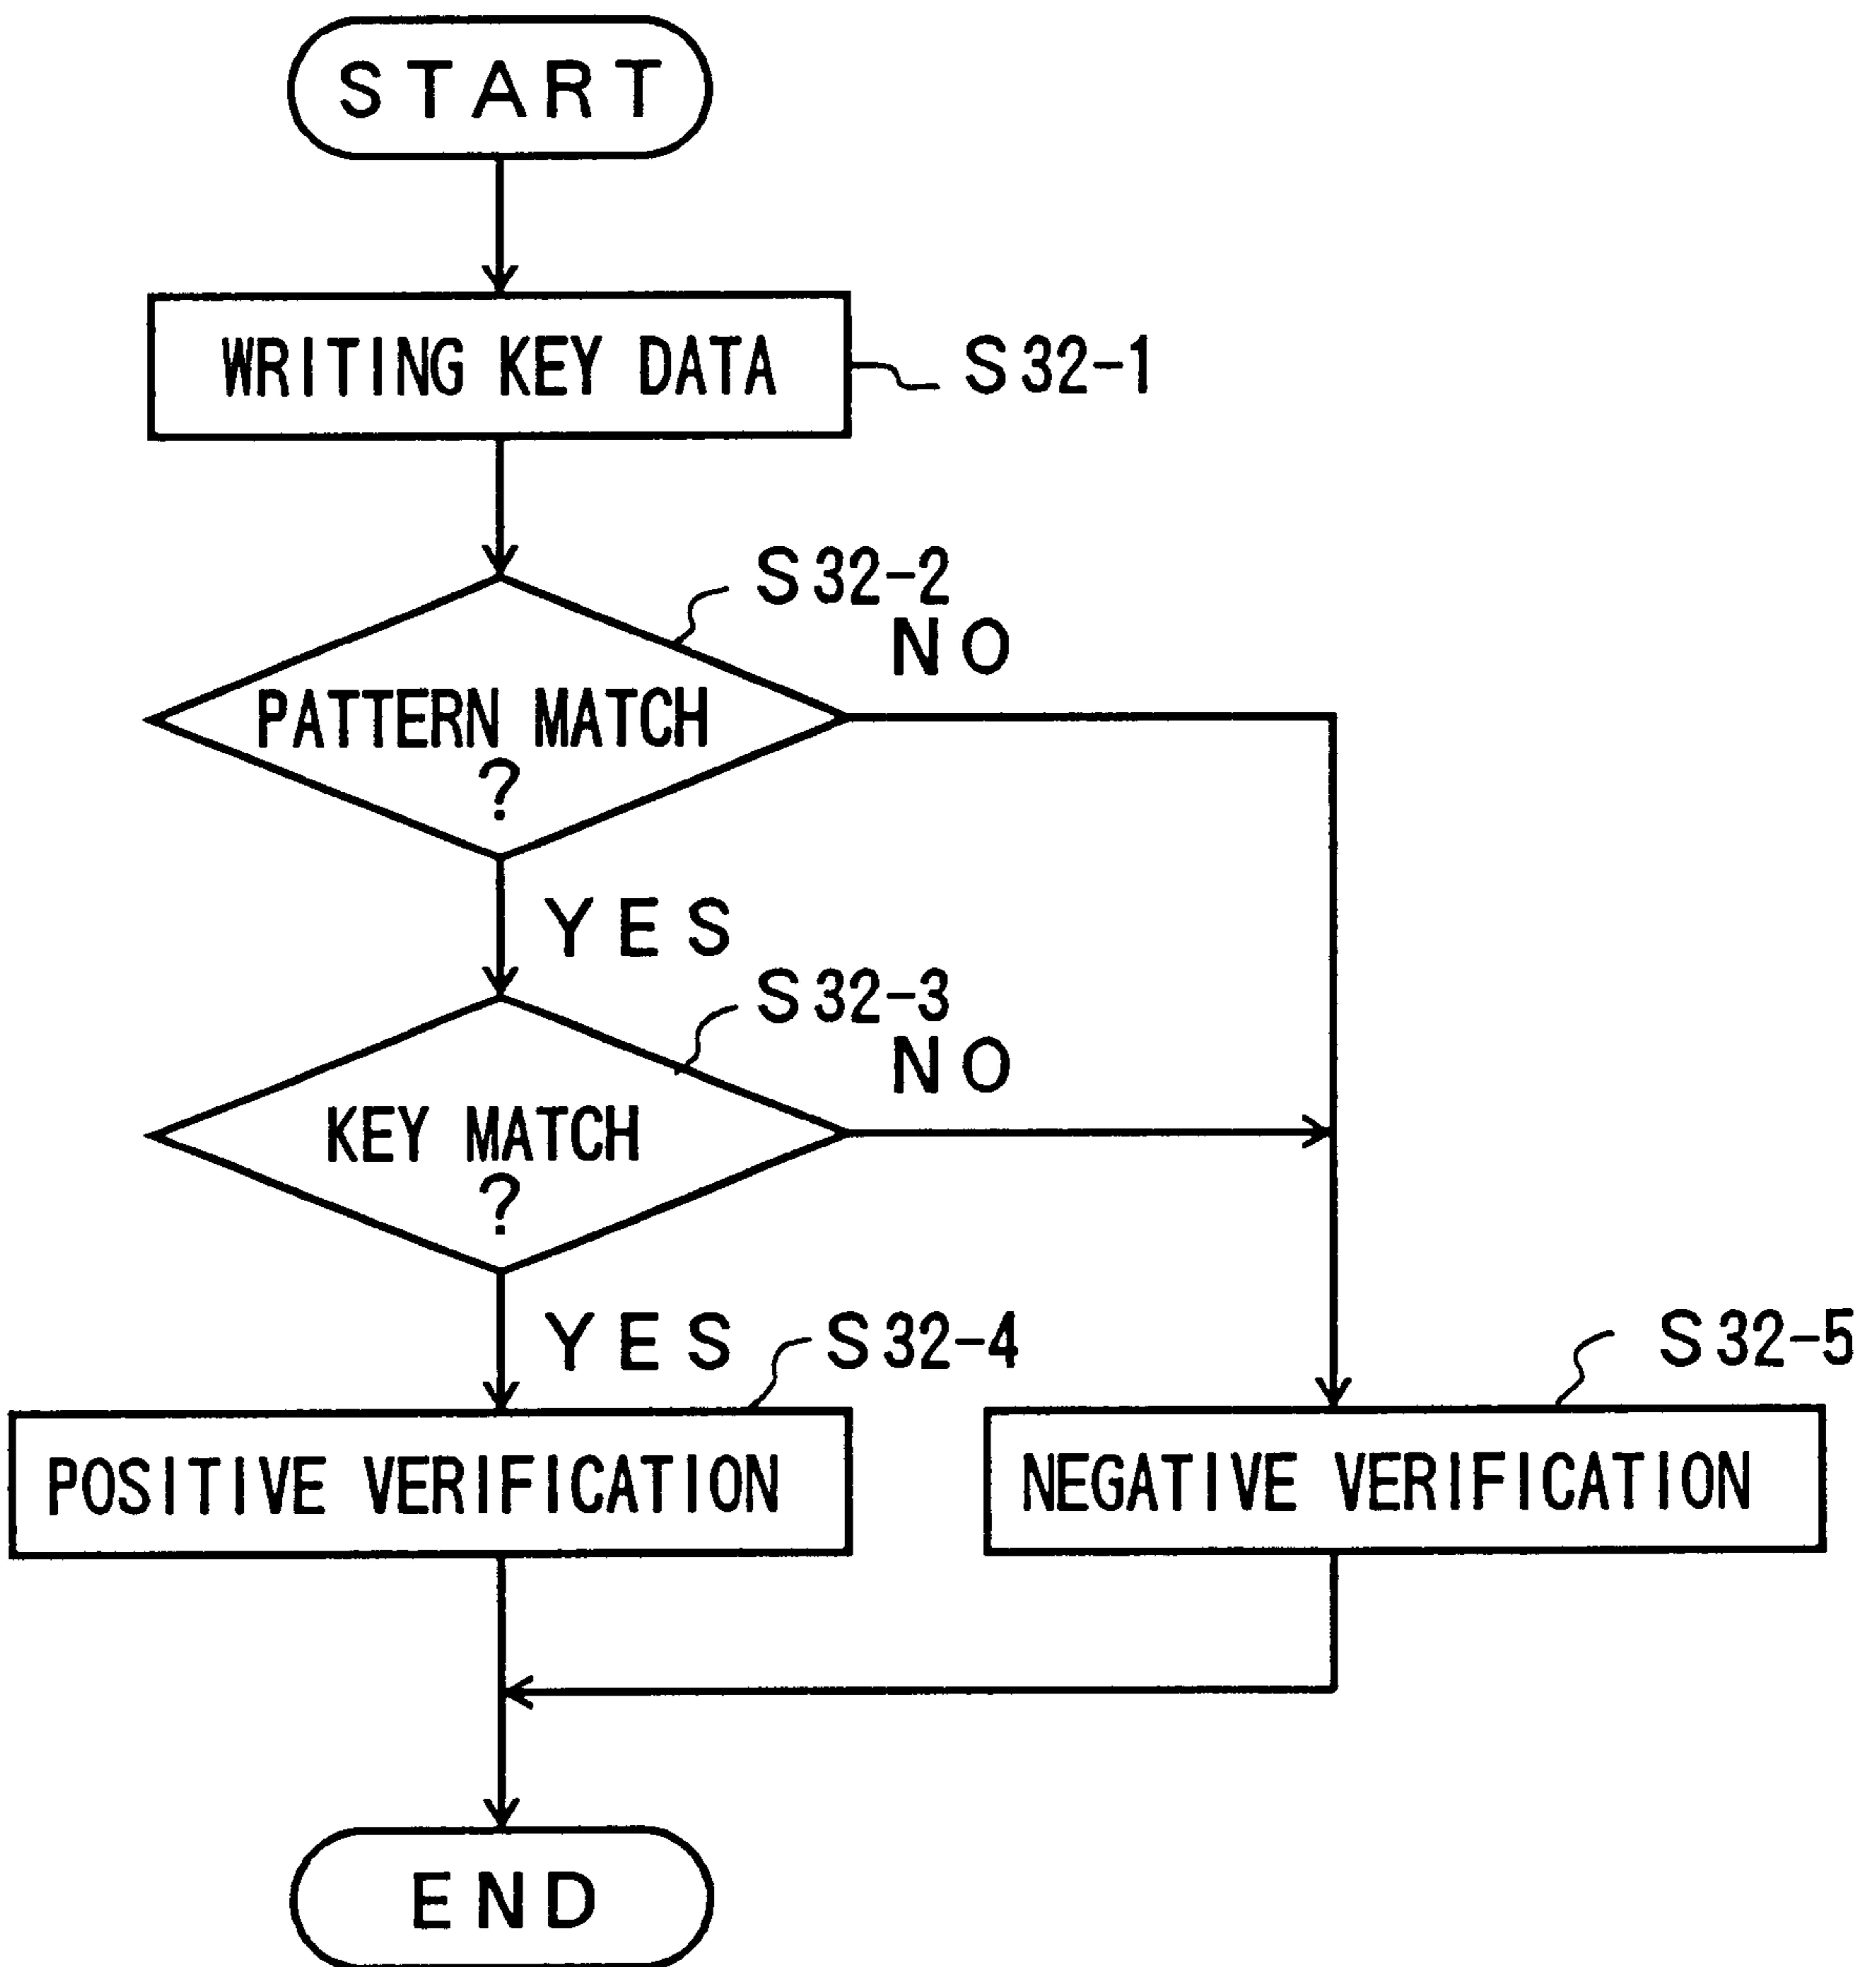 START
WRITING KEY DATA
S32-1
S32-2
NO
PATTERN MATCH
?
YES
S32-3
NO
KEY MATCH
?
YES
S32-4
S32-5
POSITIVE VERIFICATION
NEGATIVE VERIFICATION
END